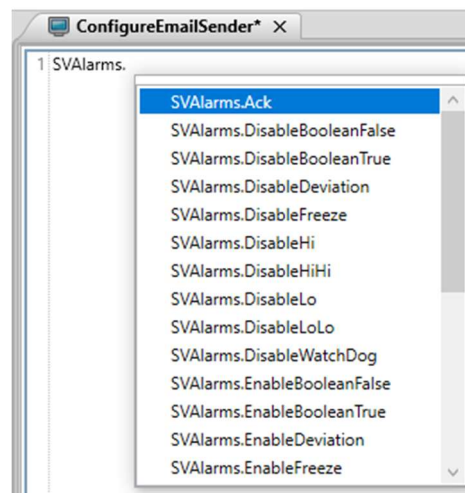 ConfigureEmailSender*
1 SVAlarms.
SVAlarms.Ack
SVAlarms.DisableBooleanFalse
SVAlarms.DisableBooleanTrue
SVAlarms.DisableDeviation
SVAlarms.DisableFreeze
SVAlarms.DisableHi
SVAlarms.DisableHiHi
SVAlarms.DisableLo
SVAlarms.DisableLoLo
SVAlarms.DisableWatchDog
SVAlarms.EnableBooleanFalse
SVAlarms.EnableBooleanTrue
SVAlarms.EnableDeviation
SVAlarms.EnableFreeze